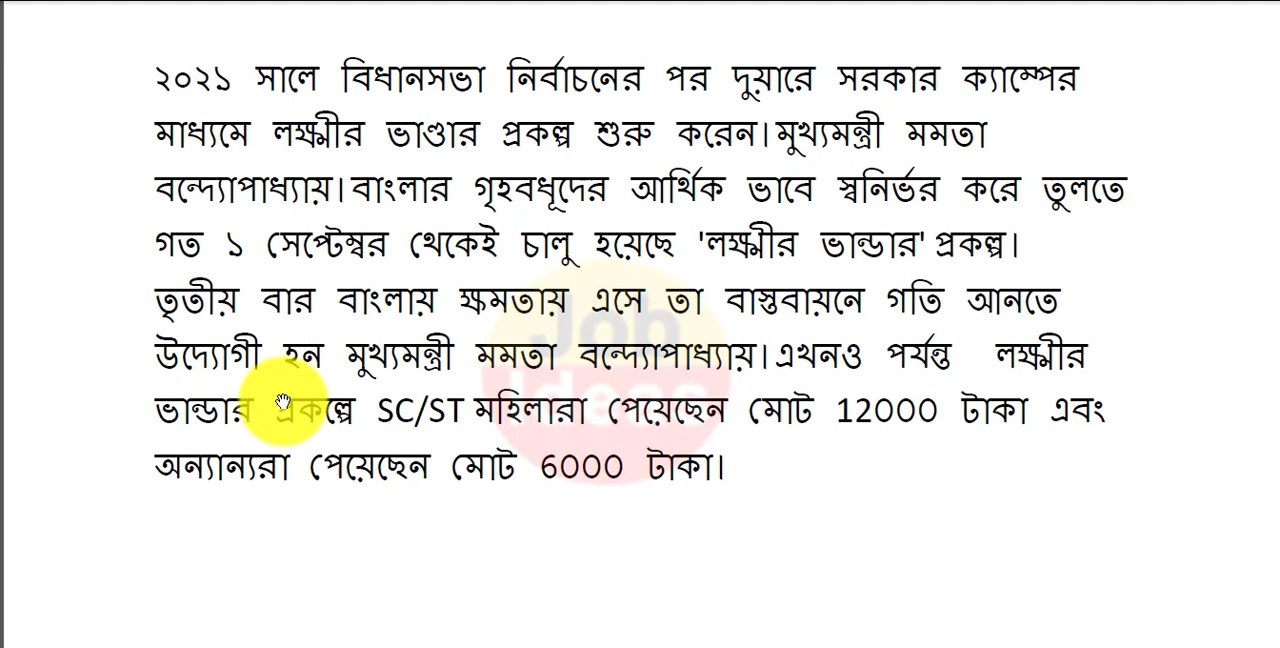 ২০২১ সালে বিধানসভা নির্বাচনের পর দুয়ারে সরকার ক্যাম্পের
মাধ্যমে লক্ষ্মীর ভাণ্ডার প্রকল্প শুরু করেন।মুখ্যমন্ত্রী মমতা
বন্দ্যোপাধ্যায়।বাংলার গৃহবধূদের আর্থিক ভাবে স্বনির্ভর করে তুলতে
গত ১ সেপ্টেম্বর থেকেই চালু হয়েছে 'লক্ষ্মীর ভান্ডার' প্রকল্প।
তৃতীয় বার বাংলায় ক্ষমতায় এসে তা বাস্তবায়নে গতি আনতে
উদ্যোগী হন মুখ্যমন্ত্রী মমতা বন্দ্যোপাধ্যায়।এখনও পর্যন্ত লক্ষ্মীর
ভান্ডার প্রকল্পে SC/ST মহিলারা পেয়েছেন মোট 12000 টাকা এবং
অন্যান্যরা পেয়েছেন মোট 6000 টাকা।
Job
Ideas